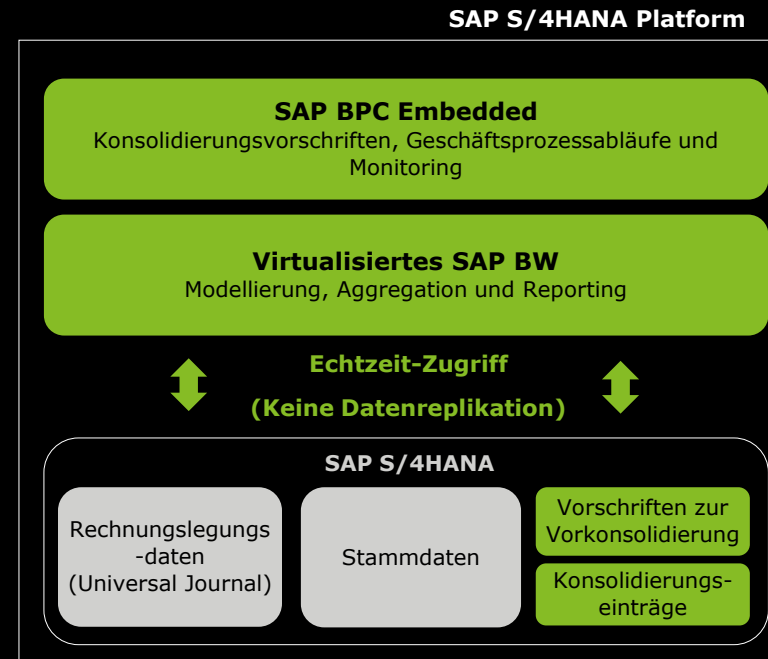 SAP S/4HANA Platform
SAP BPC Embedded
Konsolidierungsvorschriften, Geschäftsprozessabläufe und
Monitoring
Virtualisiertes SAP BW
Modellierung, Aggregation und Reporting
Echtzeit-Zugriff
(Keine Datenreplikation)
SAP S/4HANA
Rechnungslegungs
-daten
(Universal Journal)
Stammdaten
Vorschriften zur
Vorkonsolidierung
Konsolidierungs-
einträge